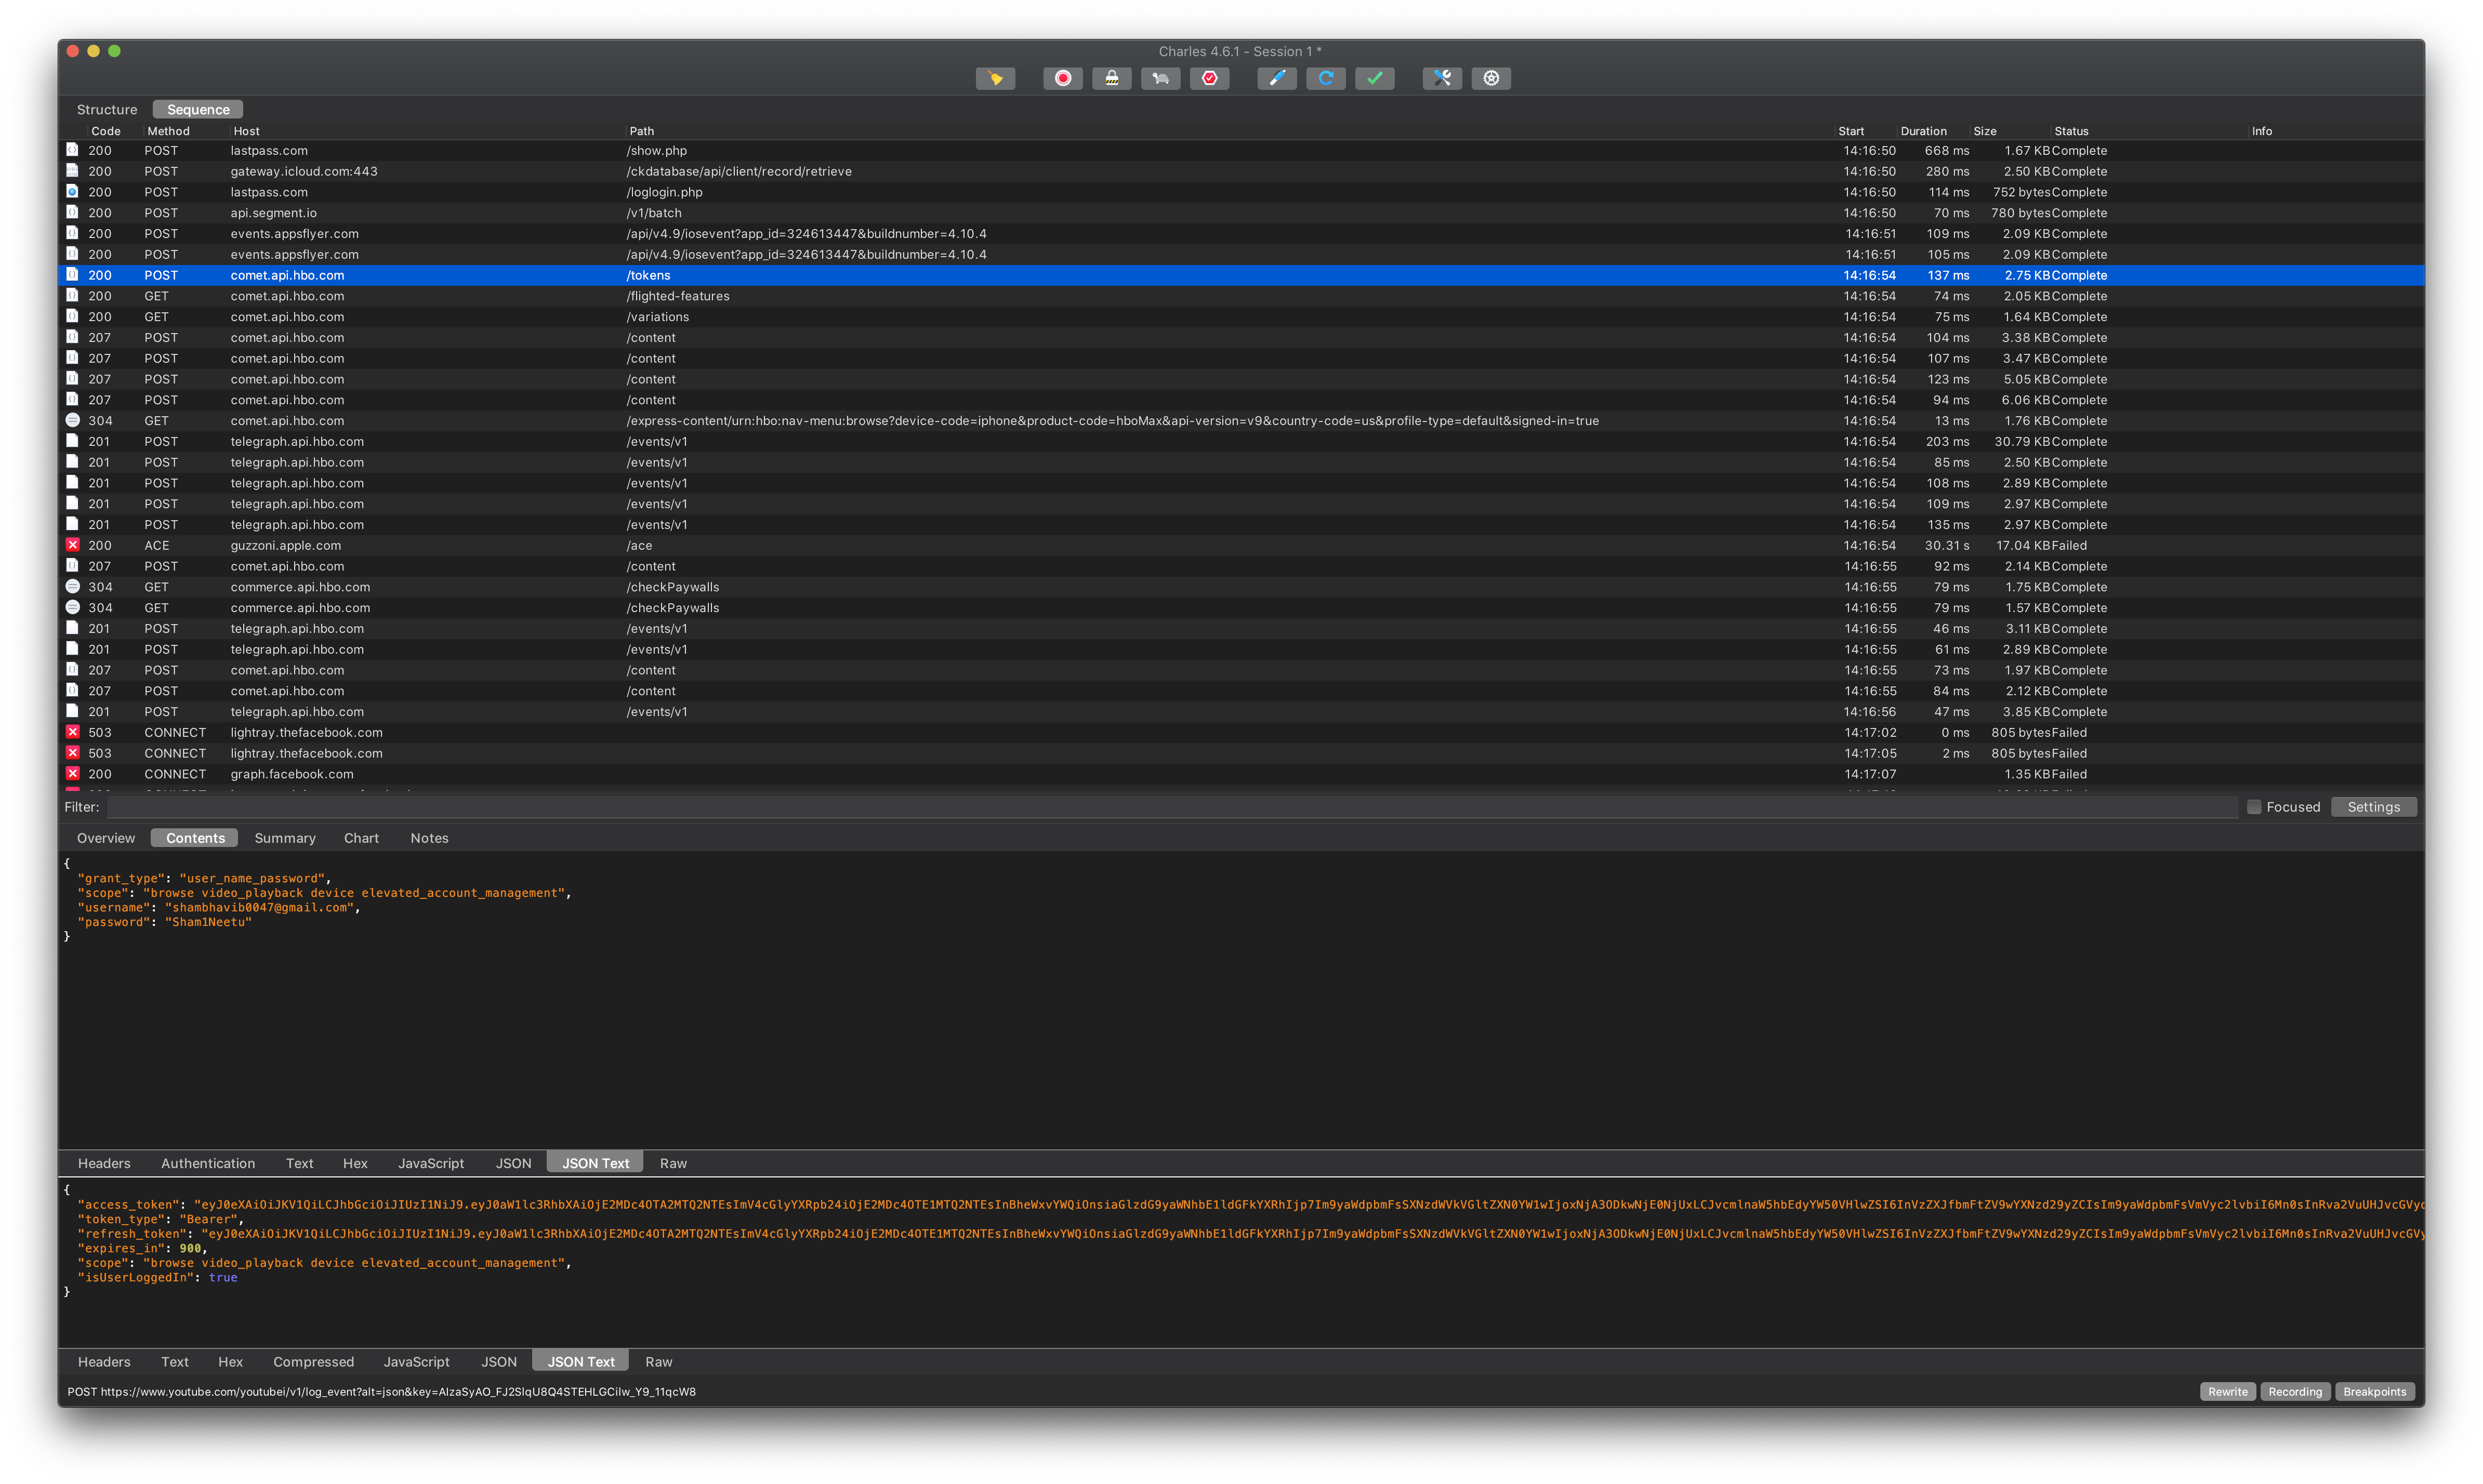 Charles 4.6.1 - Session 1 *
Structure Sequence
Code Method Host Path Start Duration Size Status Info
200 POST lastpass.com /show.php 14:16:50 668 ms 1.67 KB Complete
200 POST gateway.icloud.com:443 /ckdatabase/api/client/record/retrieve 14:16:50 280 ms 2.50 KB Complete
200 POST lastpass.com /loglogin.php 14:16:50 114 ms 752 bytes Complete
200 POST api.segment.io /v1/batch 14:16:50 70 ms 780 bytes Complete
200 POST events.appsflyer.com /api/v4.9/iosevent?app_id=324613447&buildnumber=4.10.4 14:16:51 109 ms 2.09 KB Complete
200 POST events.appsflyer.com /api/v4.9/iosevent?app_id=324613447&buildnumber=4.10.4 14:16:51 105 ms 2.09 KB Complete
200 POST comet.api.hbo.com /tokens 14:16:54 137 ms 2.75 KB Complete
200 GET comet.api.hbo.com /flighted-features 14:16:54 74 ms 2.05 KB Complete
200 GET comet.api.hbo.com /variations 14:16:54 75 ms 1.64 KB Complete
207 POST comet.api.hbo.com /content 14:16:54 104 ms 3.38 KB Complete
207 POST comet.api.hbo.com /content 14:16:54 107 ms 3.47 KB Complete
207 POST comet.api.hbo.com /content 14:16:54 123 ms 5.05 KB Complete
207 POST comet.api.hbo.com /content 14:16:54 94 ms 6.06 KB Complete
304 GET comet.api.hbo.com /express-content/urn:hbo:nav-menu:browse?device-code=iphone&product-code=hboMax&api-version=v9&country-code=us&profile-type=default&signed-in=true 14:16:54 13 ms 1.76 KB Complete
201 POST telegraph.api.hbo.com /events/v1 14:16:54 203 ms 30.79 KB Complete
201 POST telegraph.api.hbo.com /events/v1 14:16:54 85 ms 2.50 KB Complete
201 POST telegraph.api.hbo.com /events/v1 14:16:54 108 ms 2.89 KB Complete
201 POST telegraph.api.hbo.com /events/v1 14:16:54 109 ms 2.97 KB Complete
201 POST telegraph.api.hbo.com /events/v1 14:16:54 135 ms 2.97 KB Complete
200 ACE guzzoni.apple.com /ace 14:16:54 30.31 s 17.04 KB Failed
207 POST comet.api.hbo.com /content 14:16:55 92 ms 2.14 KB Complete
304 GET commerce.api.hbo.com /checkPaywalls 14:16:55 79 ms 1.75 KB Complete
304 GET commerce.api.hbo.com /checkPaywalls 14:16:55 79 ms 1.57 KB Complete
201 POST telegraph.api.hbo.com /events/v1 14:16:55 46 ms 3.11 KB Complete
201 POST telegraph.api.hbo.com /events/v1 14:16:55 61 ms 2.89 KB Complete
207 POST comet.api.hbo.com /content 14:16:55 73 ms 1.97 KB Complete
207 POST comet.api.hbo.com /content 14:16:55 84 ms 2.12 KB Complete
201 POST telegraph.api.hbo.com /events/v1 14:16:56 47 ms 3.85 KB Complete
503 CONNECT lightray.thefacebook.com 14:17:02 0 ms 805 bytes Failed
503 CONNECT lightray.thefacebook.com 14:17:05 2 ms 805 bytes Failed
200 CONNECT graph.facebook.com 14:17:07 1.35 KB Failed
Filter: Focused Settings
Overview Contents Summary Chart Notes
{
"grant_type": "user_name_password",
"scope": "browse video_playback device elevated_account_management",
"username": "shambhavib0047@gmail.com",
"password": "Sham1Neetu"
}
Headers Authentication Text Hex JavaScript JSON JSON Text Raw
{
"access_token":
"token_type": "Bearer",
"refresh_token":
"expires_in": 900,
"scope": "browse video_playback device elevated_account_management",
"isUserLoggedIn": true
}
Headers Text Hex Compressed JavaScript JSON JSON Text Raw
POST https://www.youtube.com/youtubei/v1/log_event?alt=json
Rewrite Recording Breakpoints